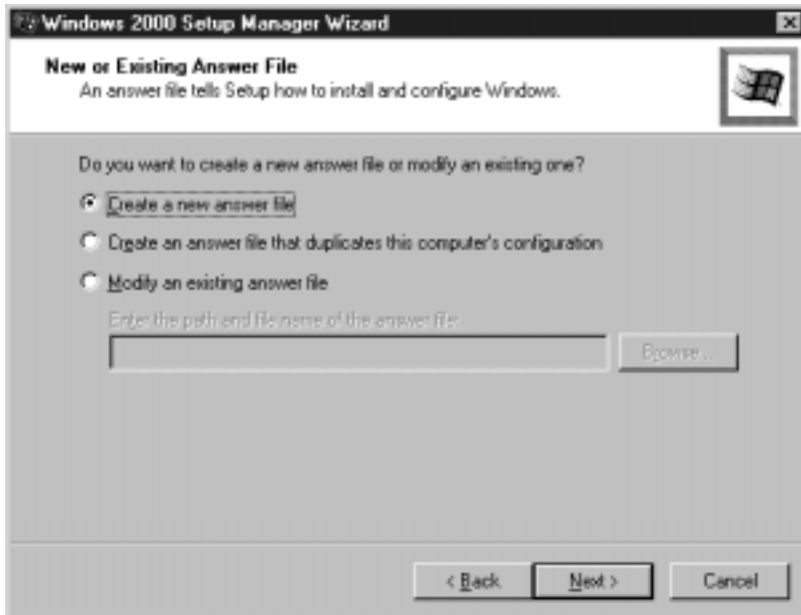 Windows 2000 Setup Manager Wizard
New or Existing Answer File
An answer file tells Setup how to install and configure Windows.
Do you want to create a new answer file or modify an existing one?
Create a new answer file
Create an answer file that duplicates this computer's configuration
Modify an existing answer file
Enter the path and file name of the answer file:
Browse...
< Back
Next >
Cancel